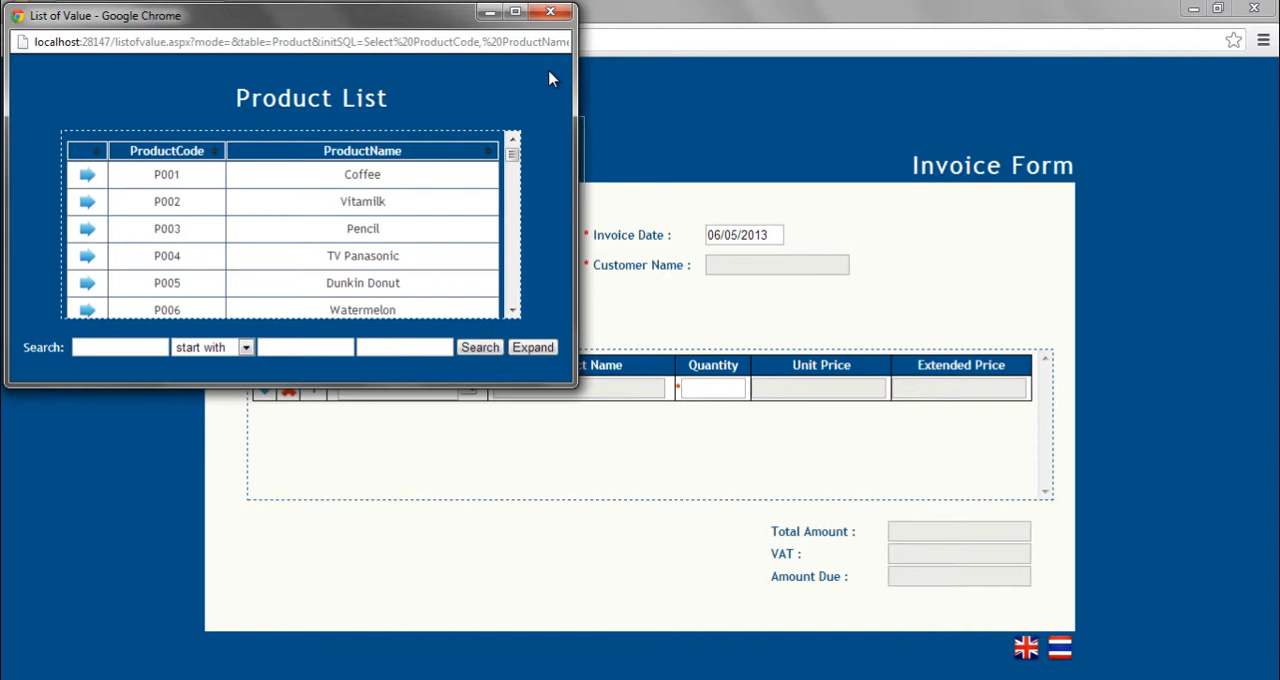 List of Value - Google Chrome
localhost:28147/listofvalue.aspx?mode=&table=Product&initSQL=Select%20ProductCode,%20ProductName
Product List
ProductCode ProductName
P001 Coffee
P002 Vitamilk
P003 Pencil
P004 TV Panasonic
P005 Dunkin Donut
P006 Watermelon
Search: start with Search Expand
Invoice Form
* Invoice Date : 06/05/2013
* Customer Name :
Name Quantity Unit Price Extended Price
*
Total Amount :
VAT :
Amount Due :